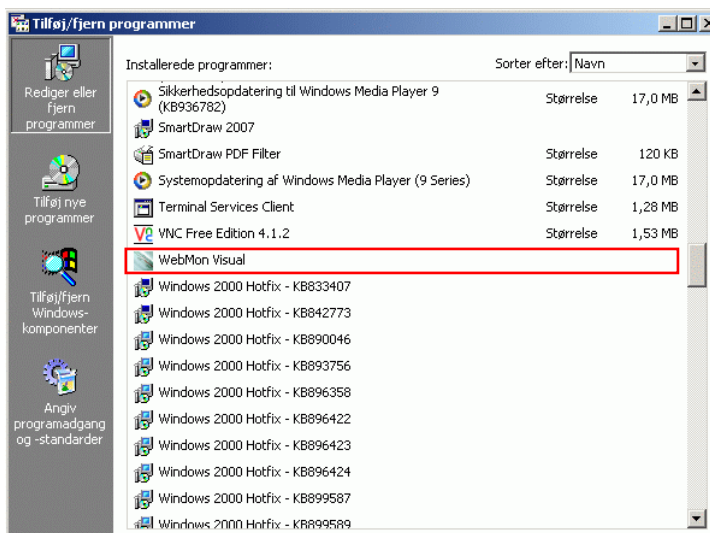 Tilføj/fjern programmer
Rediger eller
fjern
programmer
Tilføj nye
programmer
Tilføj/fjern
Windows-
komponenter
Angiv
programadgang
og -standarder
Installerede programmer:
Sorter efter: Navn
Sikkerhedsopdatering til Windows Media Player 9
(KB936782)
Størrelse 17,0 MB
SmartDraw 2007
SmartDraw PDF Filter Størrelse 120 KB
Systemopdatering af Windows Media Player (9 Series) Størrelse 17,0 MB
Terminal Services Client Størrelse 1,28 MB
VNC Free Edition 4.1.2 Størrelse 1,53 MB
WebMon Visual
Windows 2000 Hotfix - KB833407
Windows 2000 Hotfix - KB842773
Windows 2000 Hotfix - KB890046
Windows 2000 Hotfix - KB893756
Windows 2000 Hotfix - KB896358
Windows 2000 Hotfix - KB896422
Windows 2000 Hotfix - KB896423
Windows 2000 Hotfix - KB896424
Windows 2000 Hotfix - KB899587
Windows 2000 Hotfix - KB899589